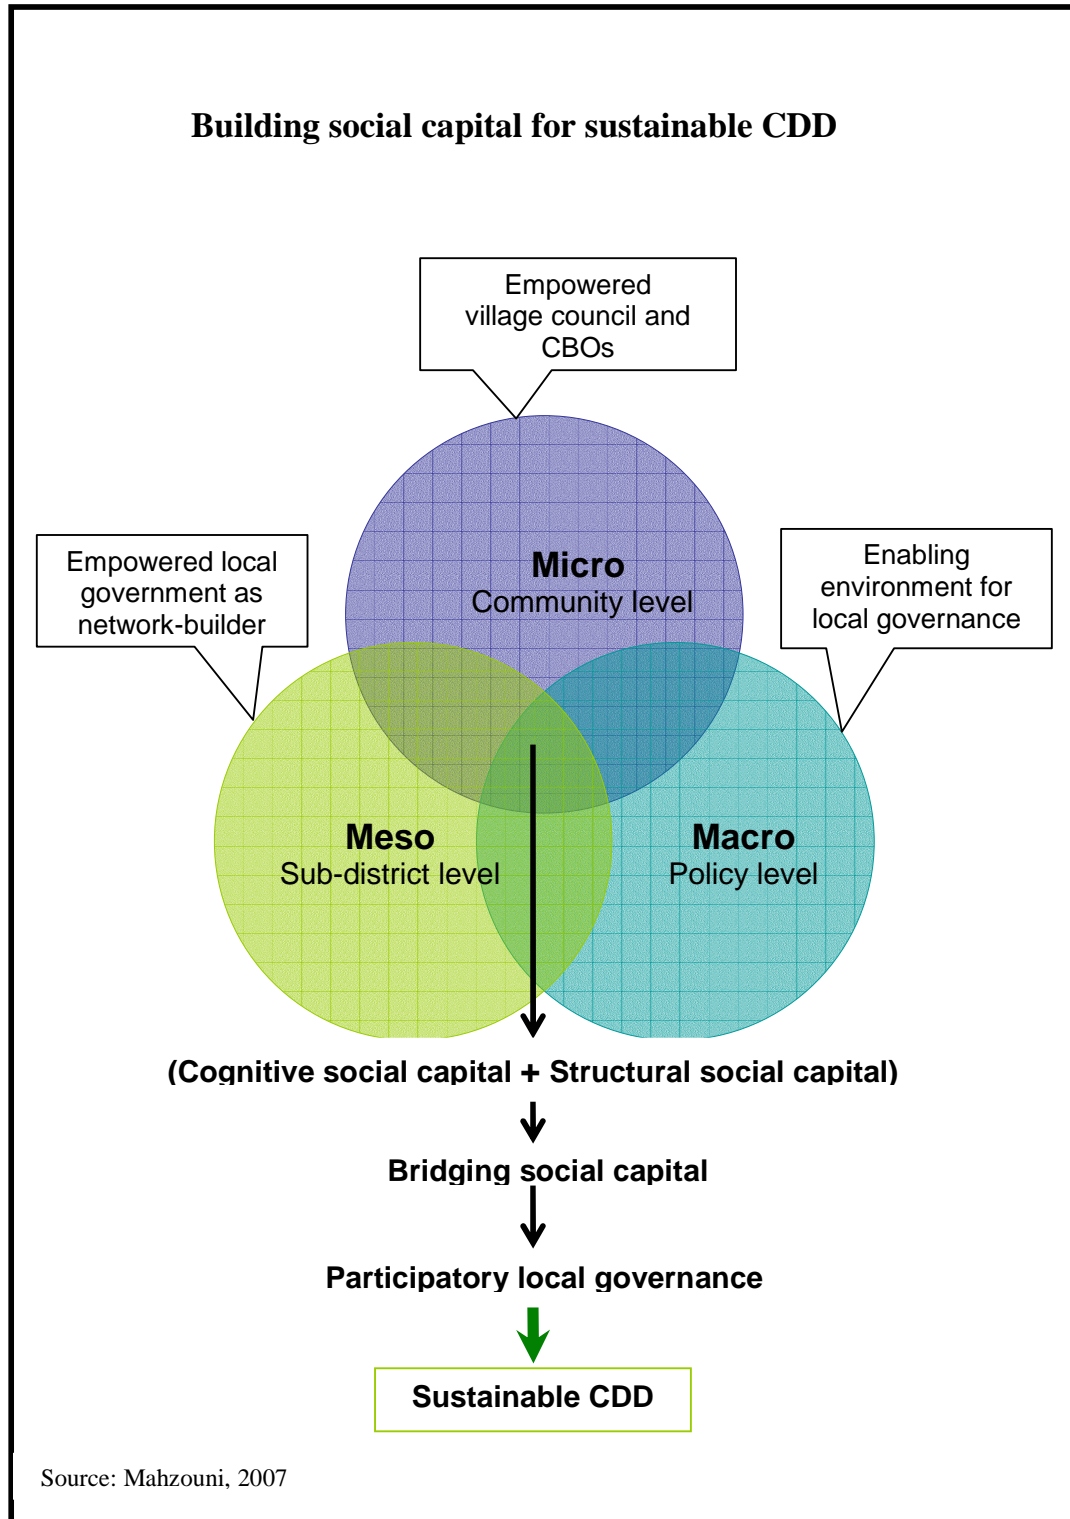 Building social capital for sustainable CDD
Empowered
village council and
CBOs
Empowered local
government as
network-builder
Enabling
environment for
local governance
Micro
Community level
Meso
Sub-district level
Macro
Policy level
(Cognitive social capital + Structural social capital)
Bridging social capital
Participatory local governance
Sustainable CDD
Source: Mahzouni, 2007